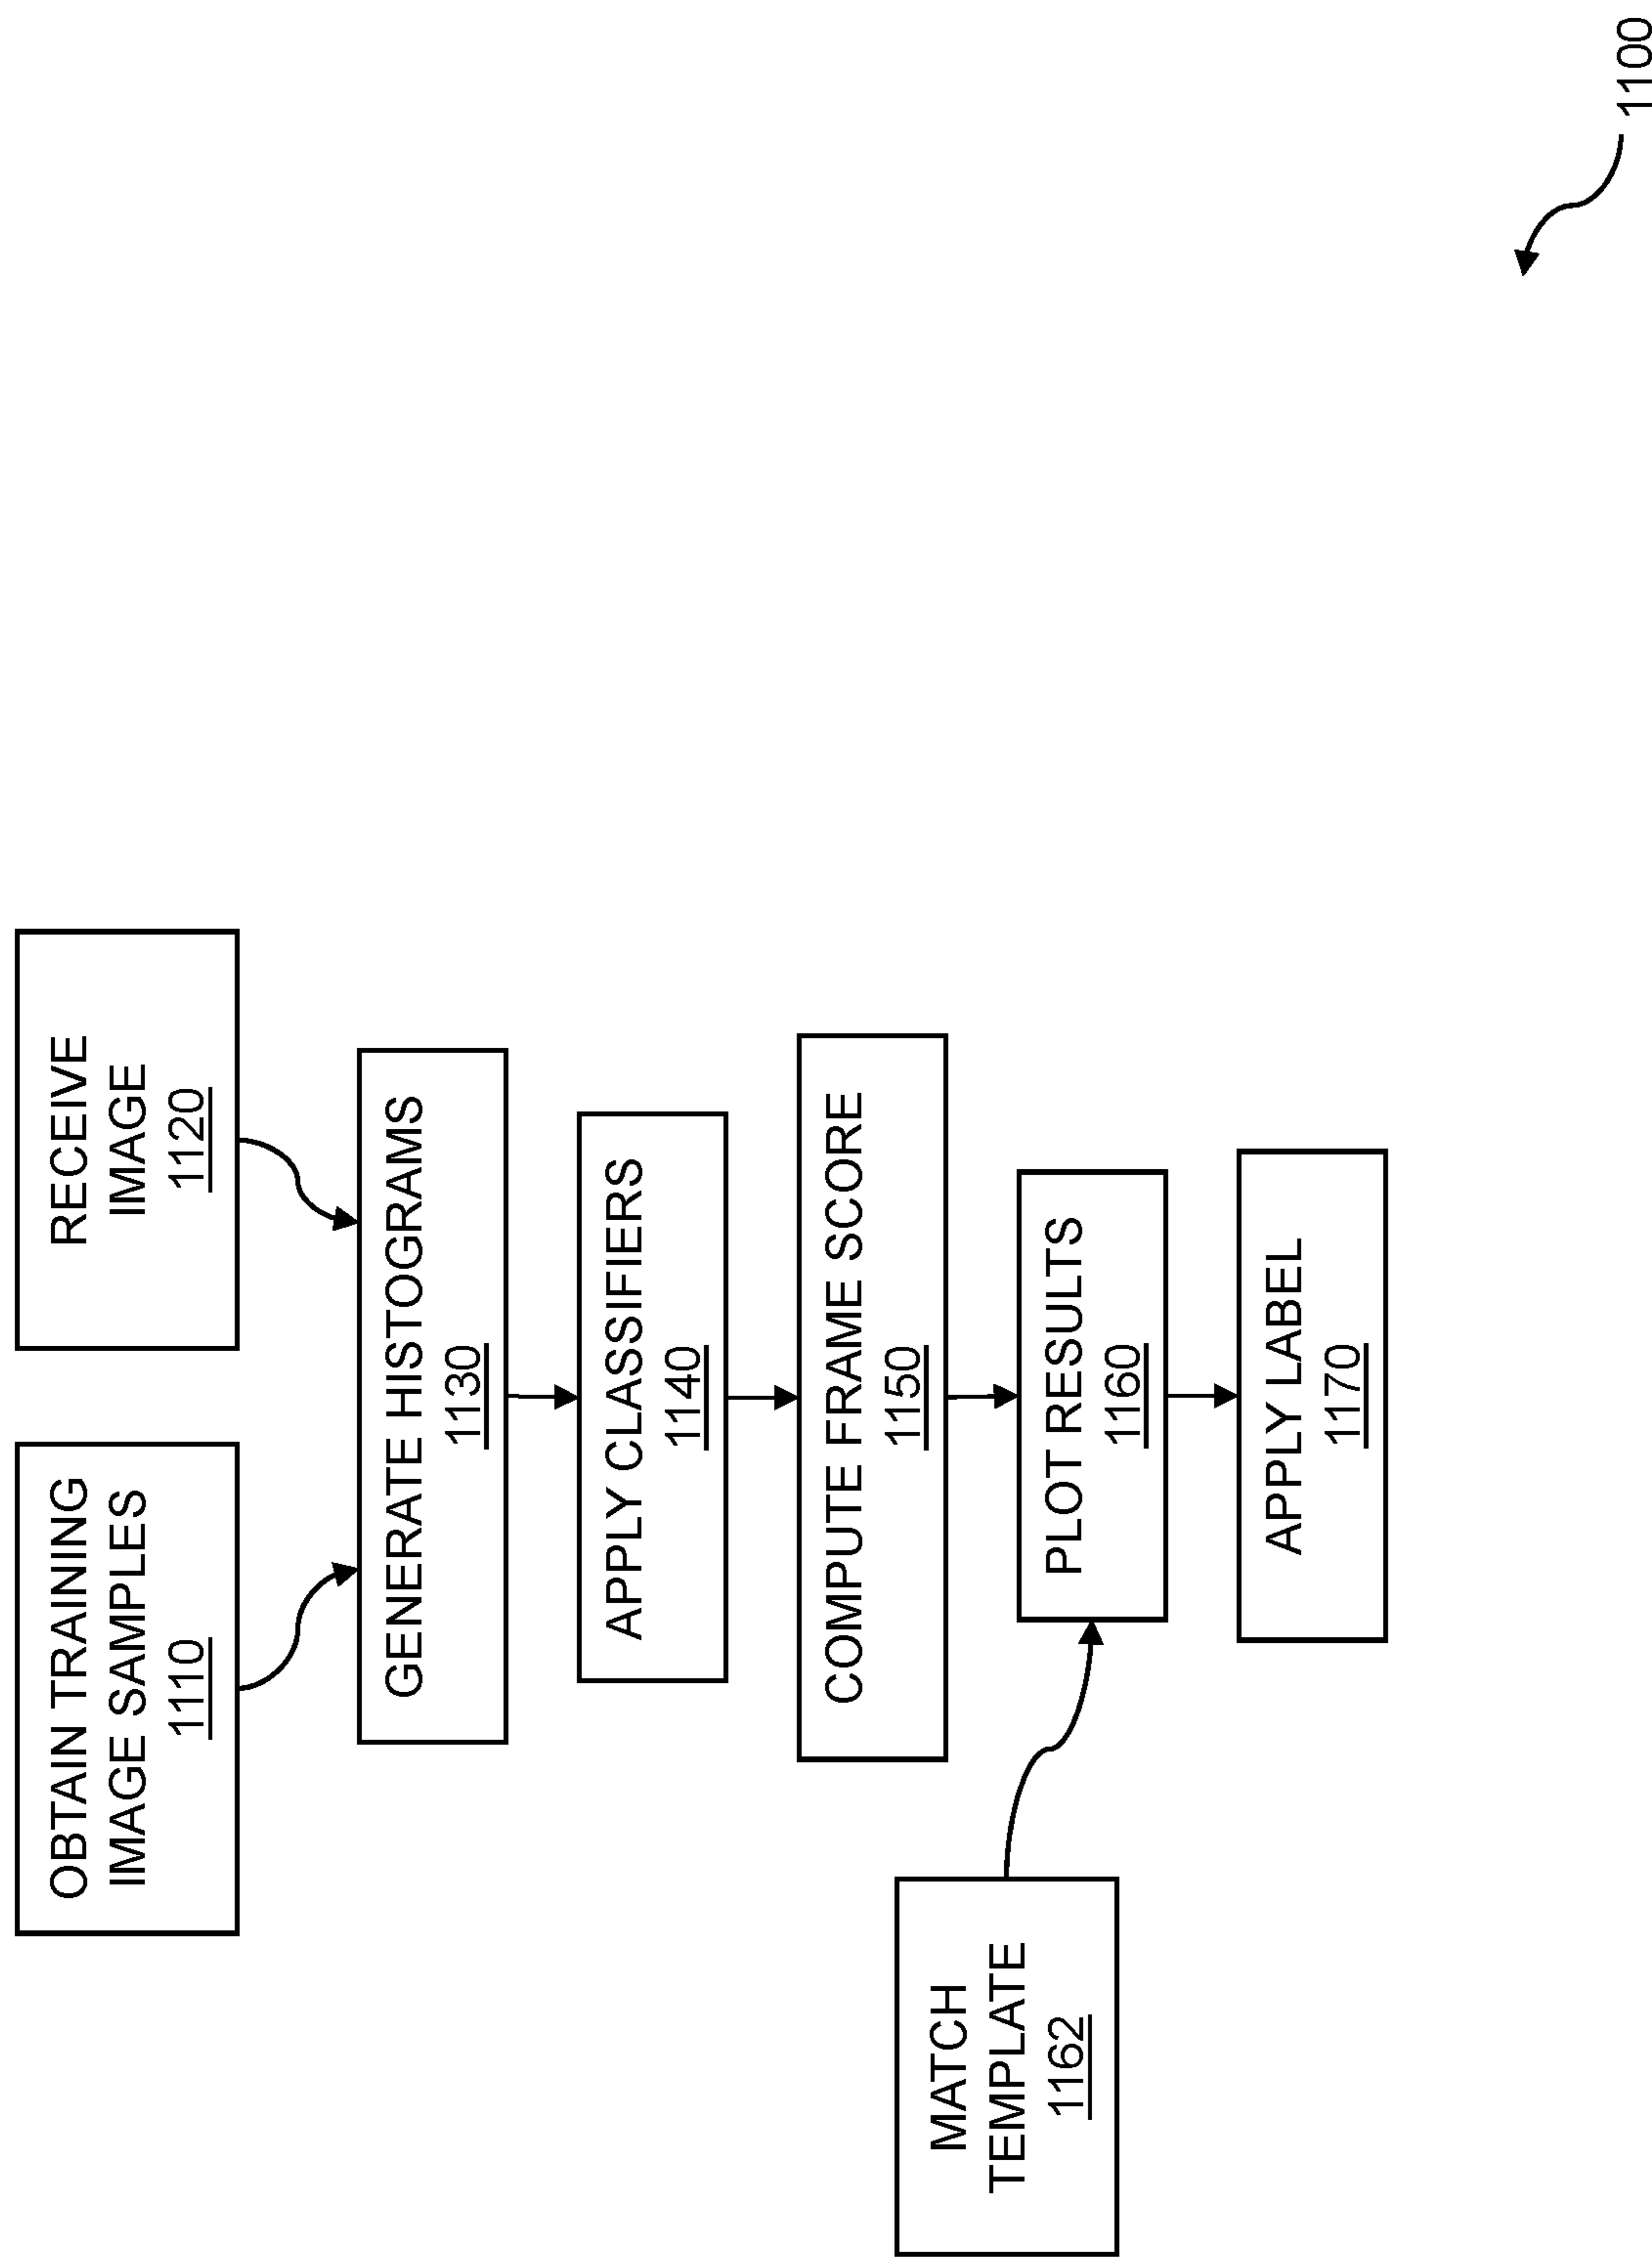 OBTAIN TRAINING
IMAGE SAMPLES
1110
RECEIVE
IMAGE
1120
GENERATE HISTOGRAMS
1130
APPLY CLASSIFIERS
1140
COMPUTE FRAME SCORE
1150
MATCH
TEMPLATE
1162
PLOT RESULTS
1160
APPLY LABEL
1170
1100